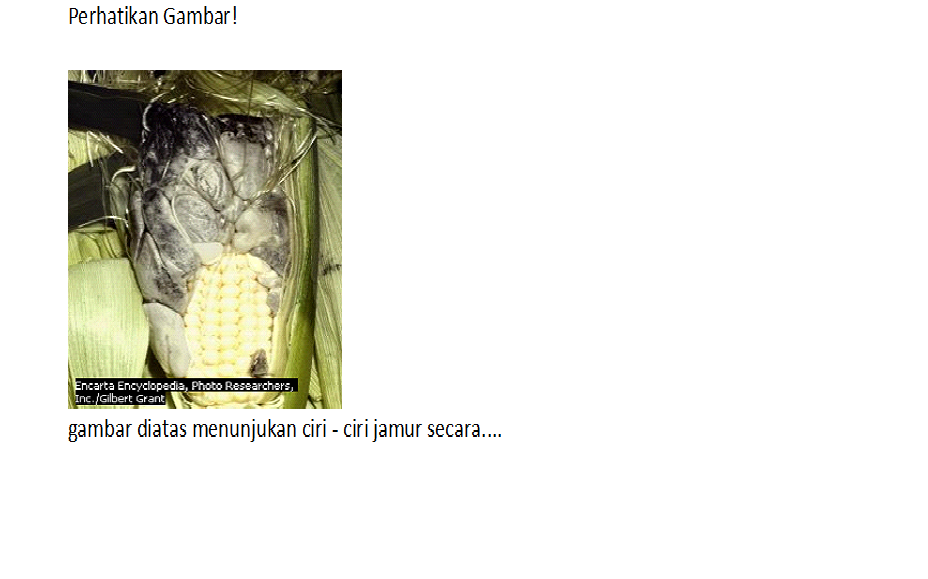 Perhatikan Gambar!
Encarta Encyclopedia, Photo Researchers,
Inc./Gilbert Grant
gambar diatas menunjukan ciri - ciri jamur secara....